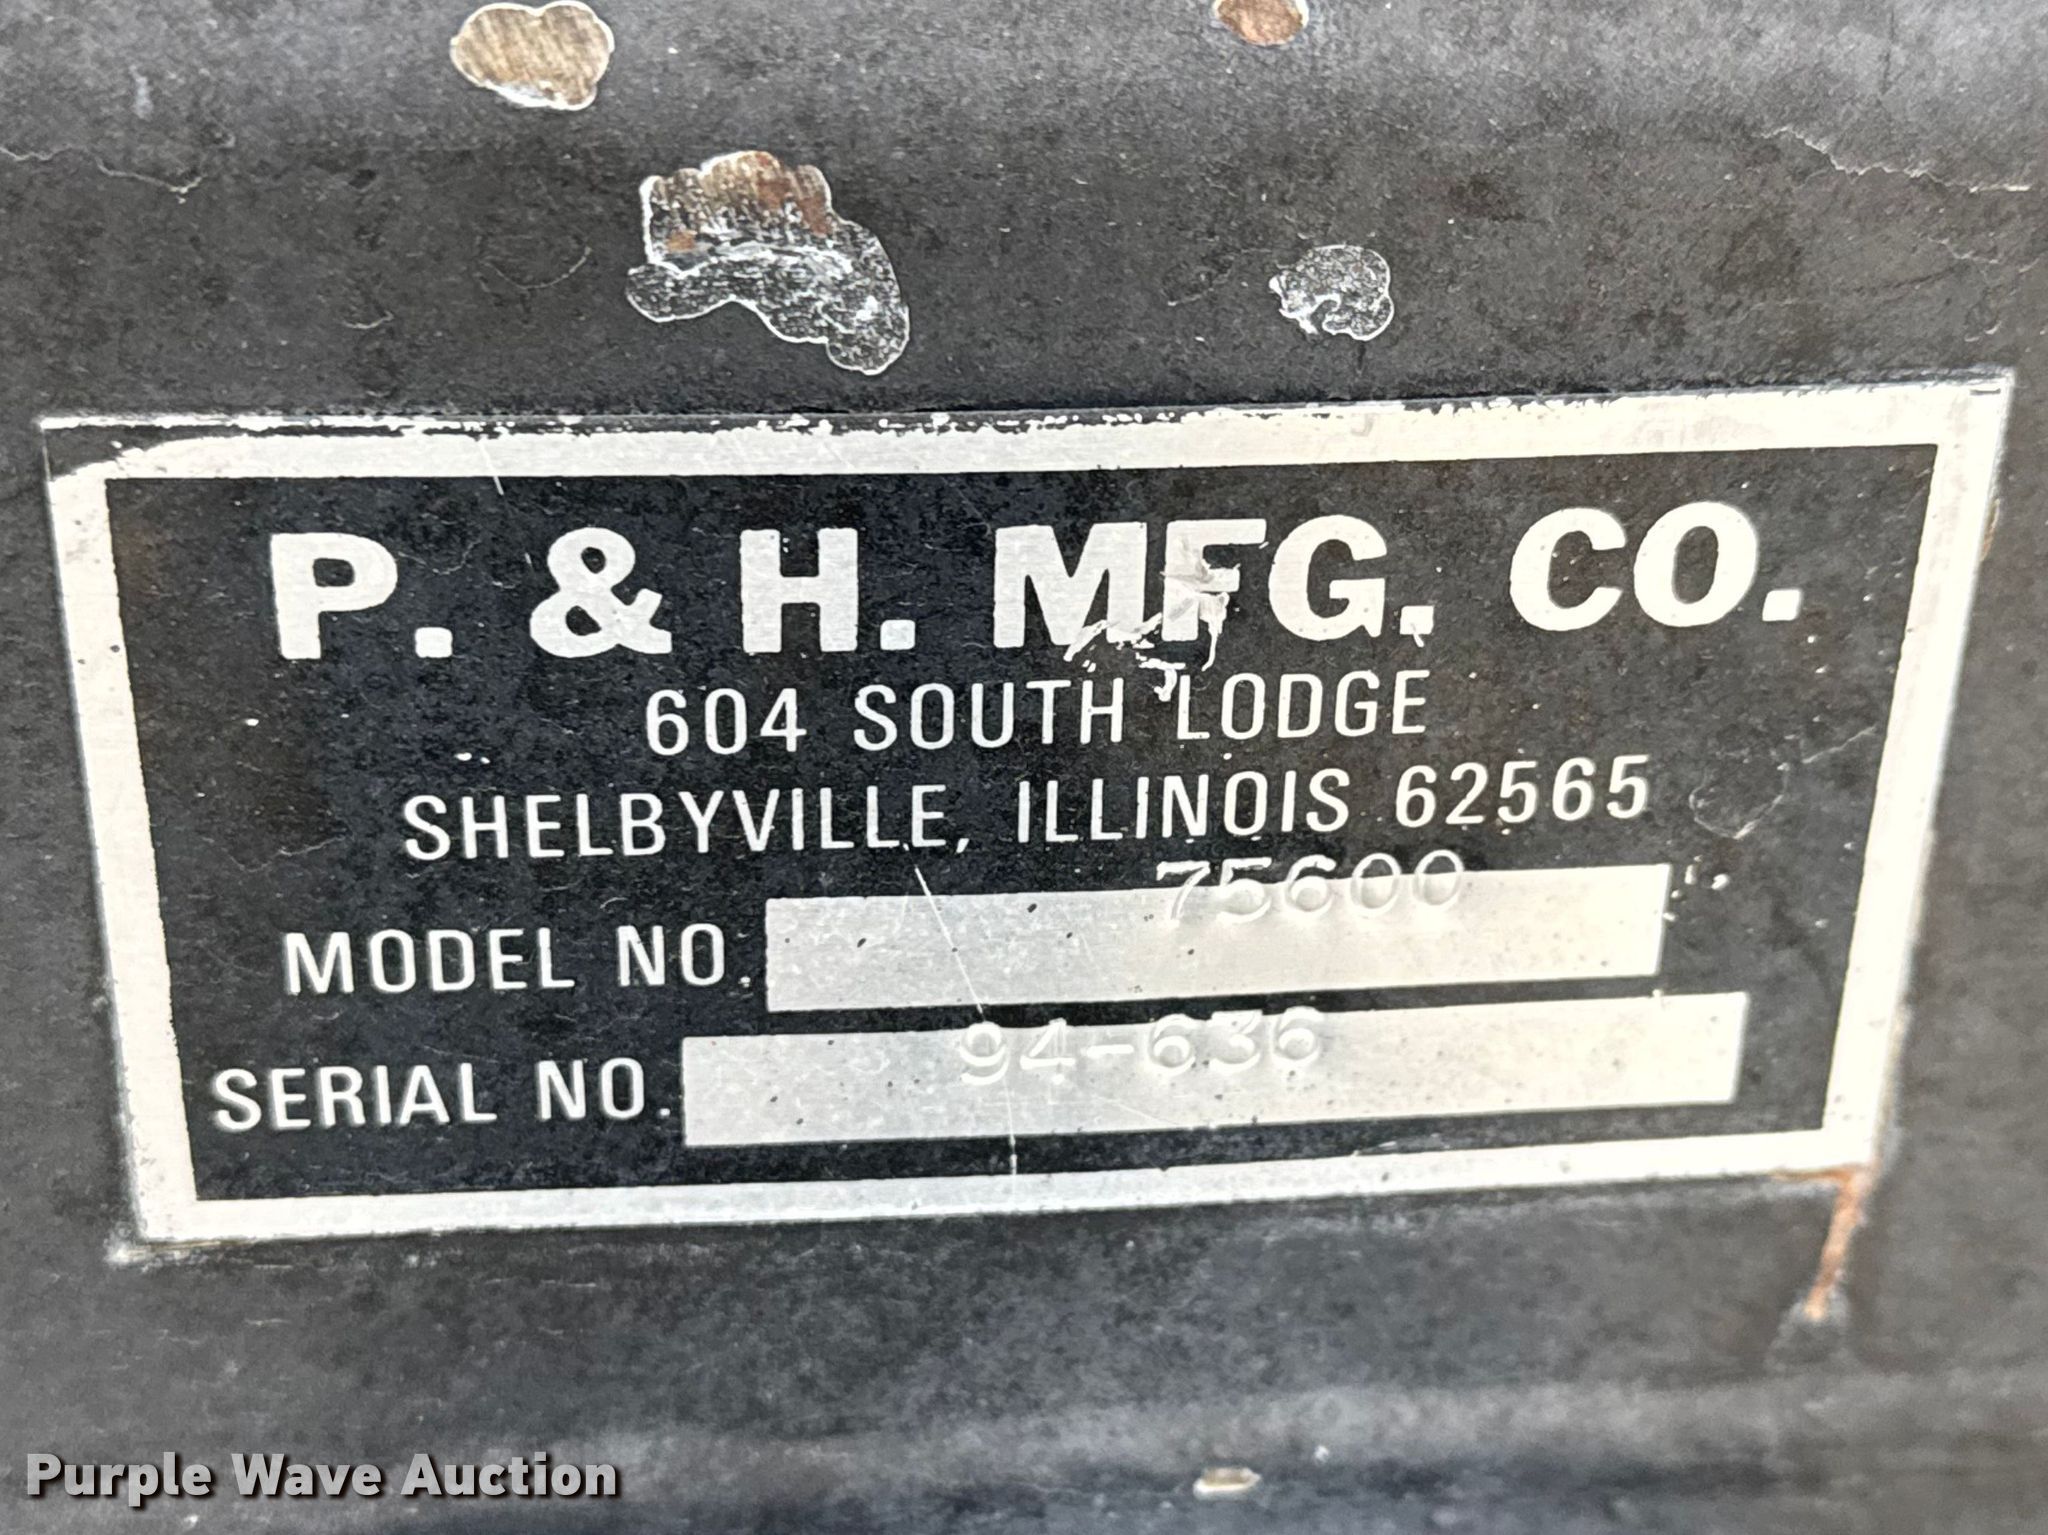 P. & H. MFG. CO.
604 SOUTH LODGE
SHELBYVILLE, ILLINOIS 62565
MODEL NO. 75600
SERIAL NO. 94-636
Purple Wave Auction